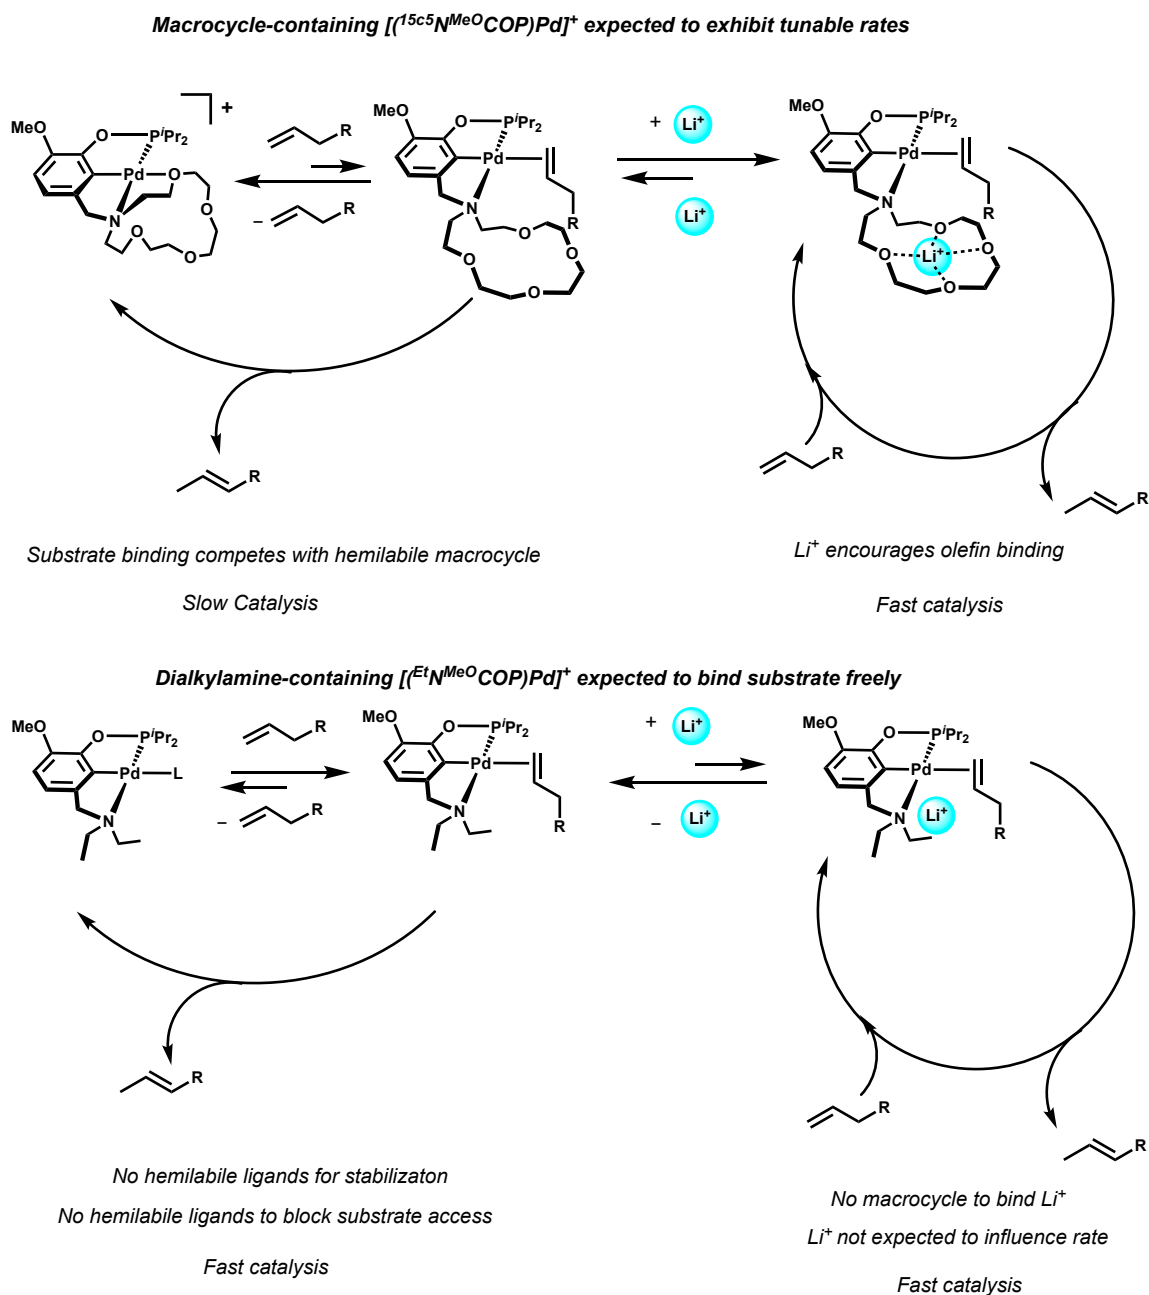 Macrocycle-containing [(15c5NMeOCOP)Pd]+ expected to exhibit tunable rates
MeO
O
PiPr2
Pd
O
N
O
O
O
+
R
− R
MeO
O
PiPr2
Pd
N
R
O
O
O
O
+ Li+
Li+
MeO
O
PiPr2
Pd
N
R
O
O
Li+
O
O
R
R
R
Substrate binding competes with hemilabile macrocycle
Slow Catalysis
Li+ encourages olefin binding
Fast catalysis
Dialkylamine-containing [(EtNMeOCOP)Pd]+ expected to bind substrate freely
MeO
O
PiPr2
Pd
L
N
R
− R
MeO
O
PiPr2
Pd
N
R
+ Li+
− Li+
MeO
O
PiPr2
Pd
N
Li+
R
R
R
R
No hemilabile ligands for stabilizaton
No hemilabile ligands to block substrate access
Fast catalysis
No macrocycle to bind Li+
Li+ not expected to influence rate
Fast catalysis